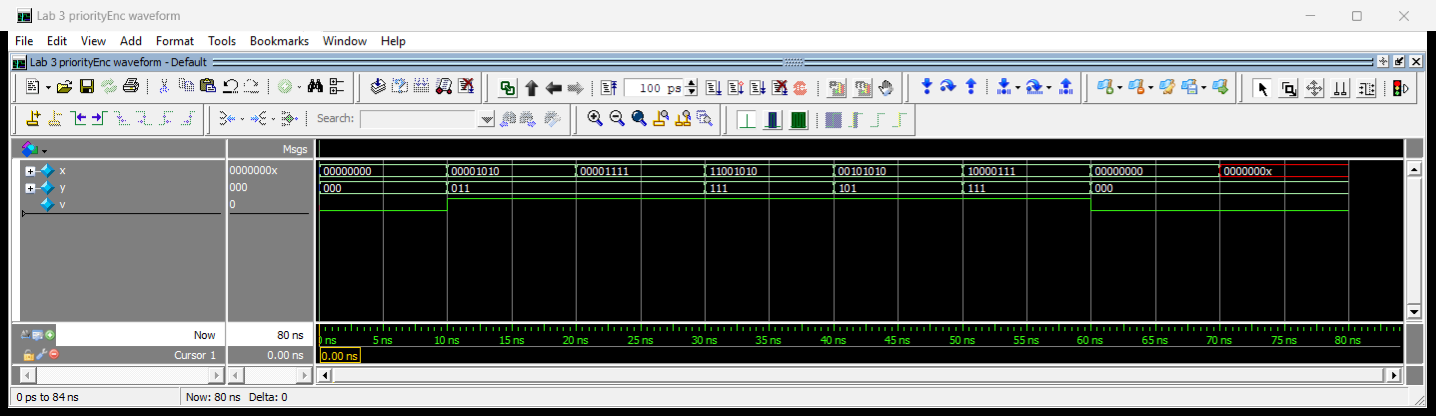 Lab 3 priorityEnc waveform
File Edit View Add Format Tools Bookmarks Window Help
Lab 3 priorityEnc waveform - Default
100 ps
Search:
Msgs
x 0000000x 00000000 00001010 00001111 11001010 00101010 10000111 00000000 0000000x
y 000 000 011 111 101 111 000
v 0
Now 80 ns ns 5 ns 10 ns 15 ns 20 ns 25 ns 30 ns 35 ns 40 ns 45 ns 50 ns 55 ns 60 ns 65 ns 70 ns 75 ns 80 ns
Cursor 1 0.00 ns 0.00 ns
0 ps to 84 ns Now: 80 ns Delta: 0